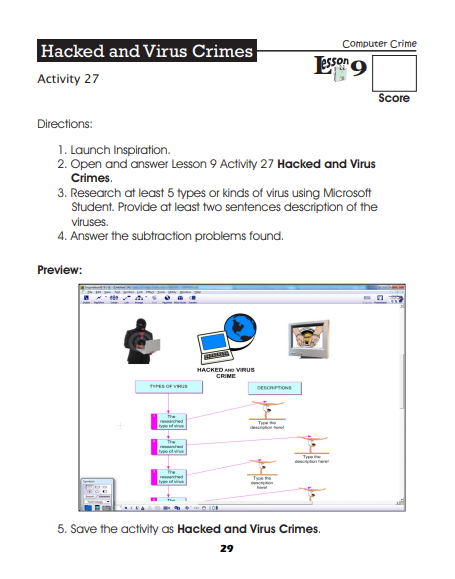 Computer Crime
Hacked and Virus Crimes
Lesson 9
Activity 27
Score
Directions:
1. Launch Inspiration.
2. Open and answer Lesson 9 Activity 27 Hacked and Virus
Crimes.
3. Research at least 5 types or kinds of virus using Microsoft
Student. Provide at least two sentences description of the
viruses.
4. Answer the subtraction problems found.
Preview:
HACKED AND VIRUS
CRIME
TYPES OF VIRUS
DESCRIPTIONS
The
researched
type of virus
Type the
description here!
The
researched
type of virus
Type the
description here!
The
researched
type of virus
Type the
description
here!
The
5. Save the activity as Hacked and Virus Crimes.
29